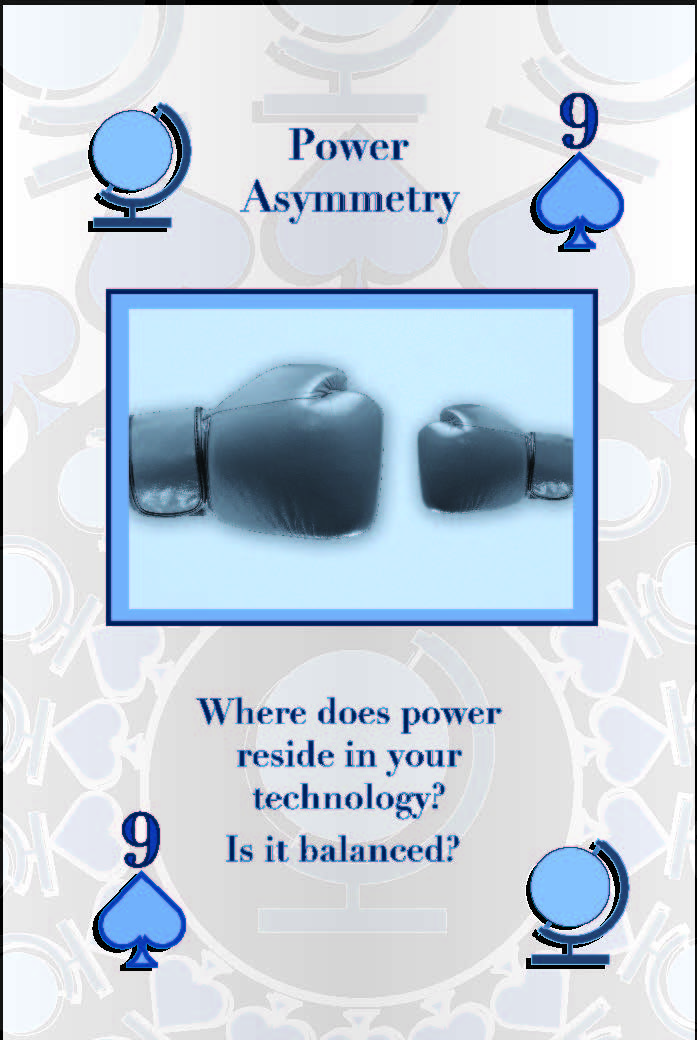 9
Power
Asymmetry
Where does power
reside in your
technology?
Is it balanced?
9